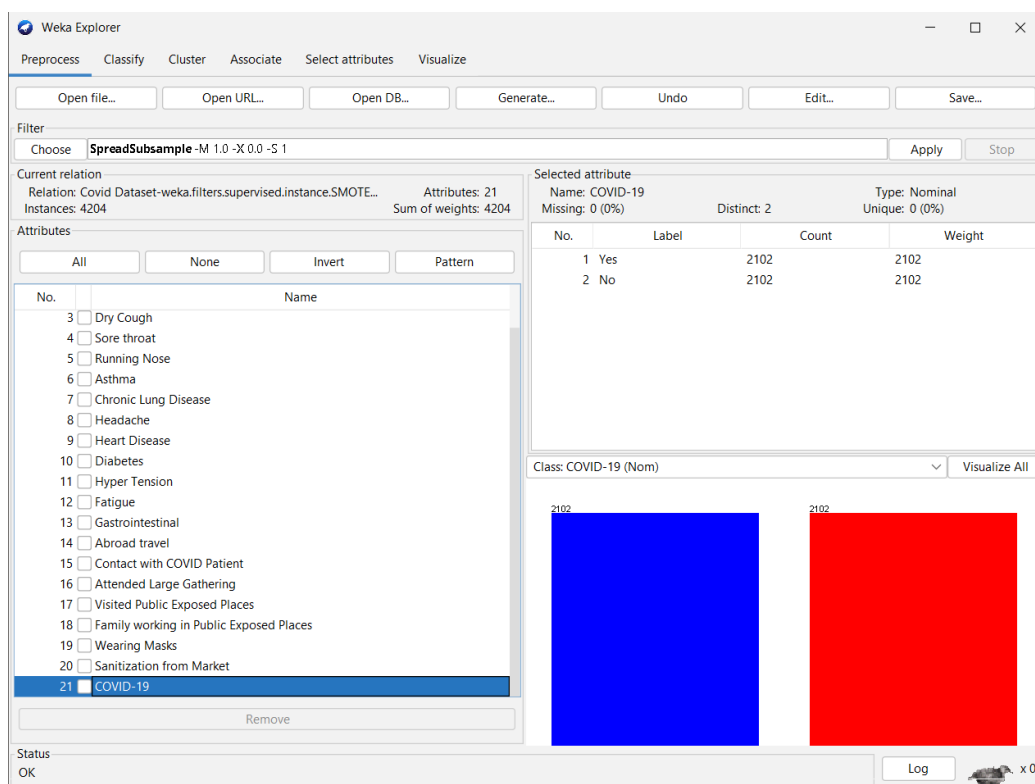 Weka Explorer
Preprocess Classify Cluster Associate Select attributes Visualize
Open file... Open URL... Open DB... Generate... Undo Edit... Save...
Filter
Choose SpreadSubsample -M 1.0 -X 0.0 -S 1 Apply Stop
Current relation
Relation: Covid Dataset-weka.filters.supervised.instance.SMOTE... Attributes: 21
Instances: 4204 Sum of weights: 4204
Attributes
All None Invert Pattern
No. Name
3 Dry Cough
4 Sore throat
5 Running Nose
6 Asthma
7 Chronic Lung Disease
8 Headache
9 Heart Disease
10 Diabetes
11 Hyper Tension
12 Fatigue
13 Gastrointestinal
14 Abroad travel
15 Contact with COVID Patient
16 Attended Large Gathering
17 Visited Public Exposed Places
18 Family working in Public Exposed Places
19 Wearing Masks
20 Sanitization from Market
21 COVID-19
Remove
Selected attribute
Name: COVID-19 Type: Nominal
Missing: 0 (0%) Distinct: 2 Unique: 0 (0%)
No. Label Count Weight
1 Yes 2102 2102
2 No 2102 2102
Class: COVID-19 (Nom) Visualize All
2102 2102
Status
OK
Log x 0